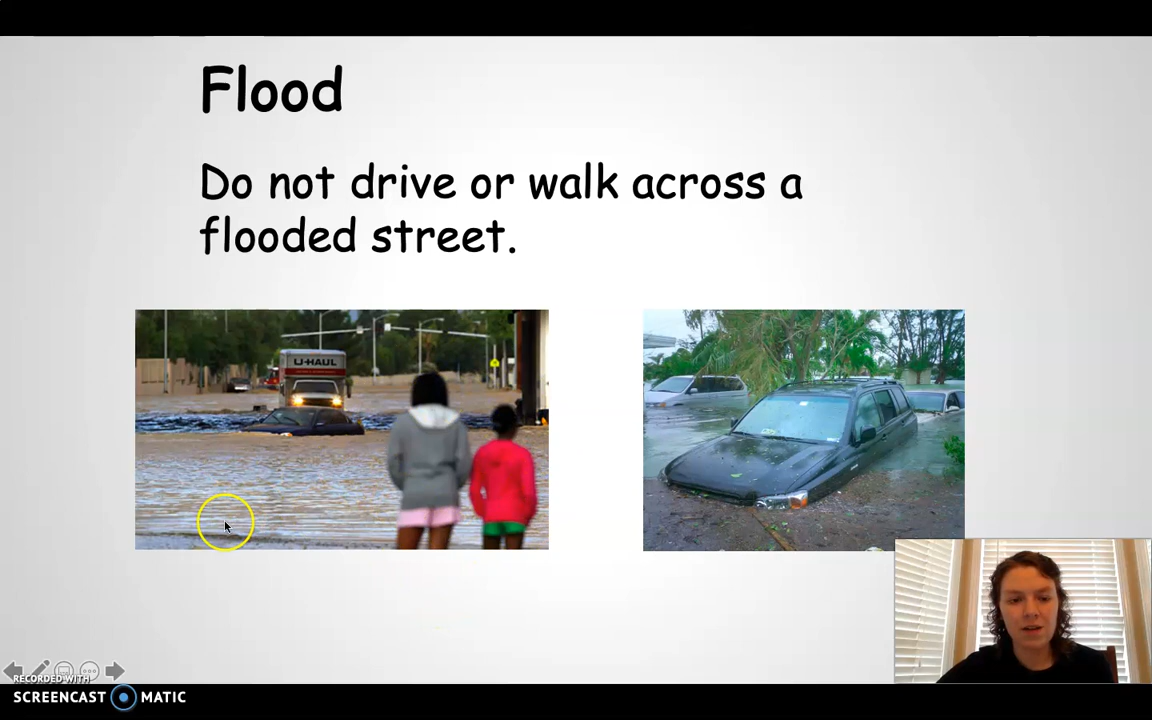 Flood
Do not drive or walk across a
flooded street.
U-HAUL
RECORDED WITH
SCREENCAST MATIC